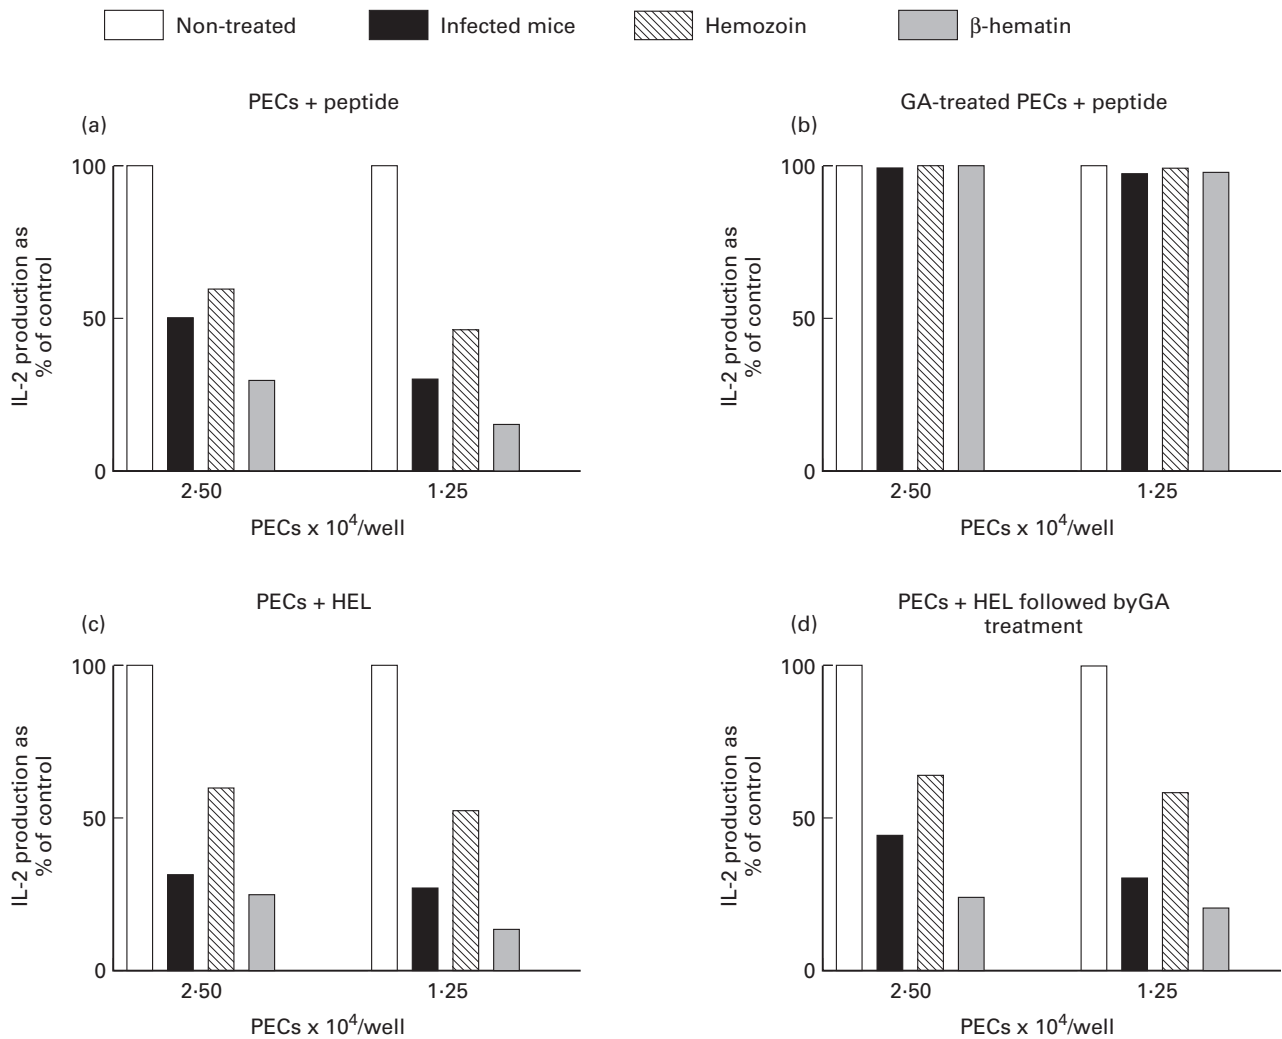 Non-treated Infected mice Hemozoin β-hematin
PECs + peptide
(a)
100
50
0
IL-2 production as
% of control
2·50 1·25
PECs x 10⁴/well
GA-treated PECs + peptide
(b)
100
50
0
IL-2 production as
% of control
2·50 1·25
PECs x 10⁴/well
PECs + HEL
(c)
100
50
0
IL-2 production as
% of control
2·50 1·25
PECs x 10⁴/well
PECs + HEL followed byGA
treatment
(d)
100
50
0
IL-2 production as
% of control
2·50 1·25
PECs x 10⁴/well